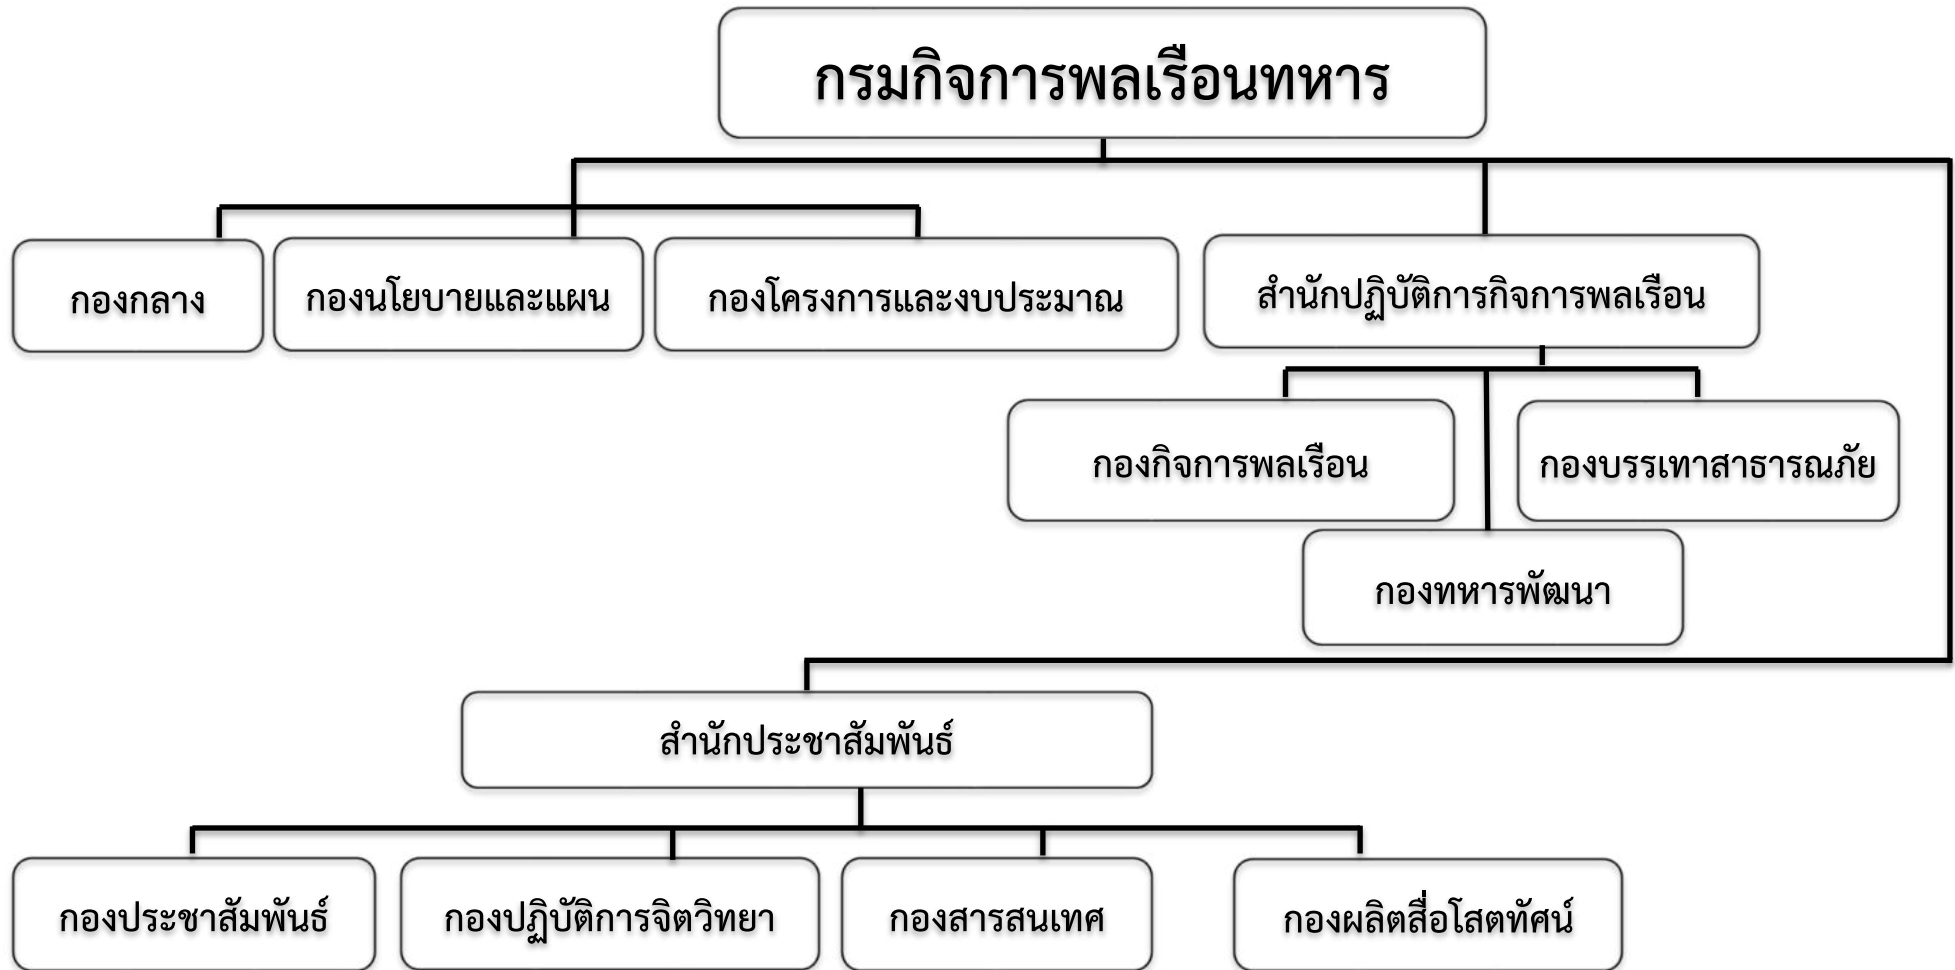 กรมกิจการพลเรือนทหาร
กองกลาง
กองนโยบายและแผน
กองโครงการและงบประมาณ
สำนักปฏิบัติการกิจการพลเรือน
กองกิจการพลเรือน
กองบรรเทาสาธารณภัย
กองทหารพัฒนา
สำนักประชาสัมพันธ์
กองประชาสัมพันธ์
กองปฏิบัติการจิตวิทยา
กองสารสนเทศ
กองผลิตสื่อโสตทัศน์